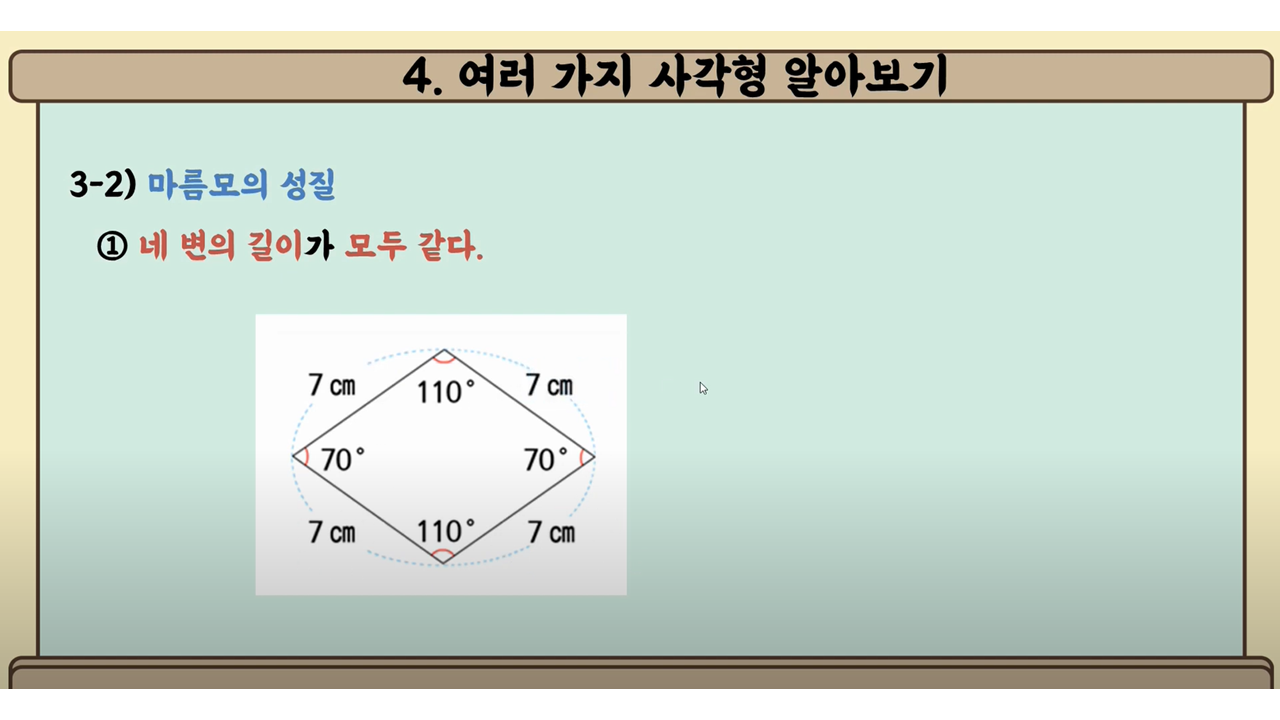 4. 여러 가지 사각형 알아보기
3-2) 마름모의 성질
① 네 변의 길이가 모두 같다.
7 cm 110° 7 cm
70° 70°
7 cm 110° 7 cm